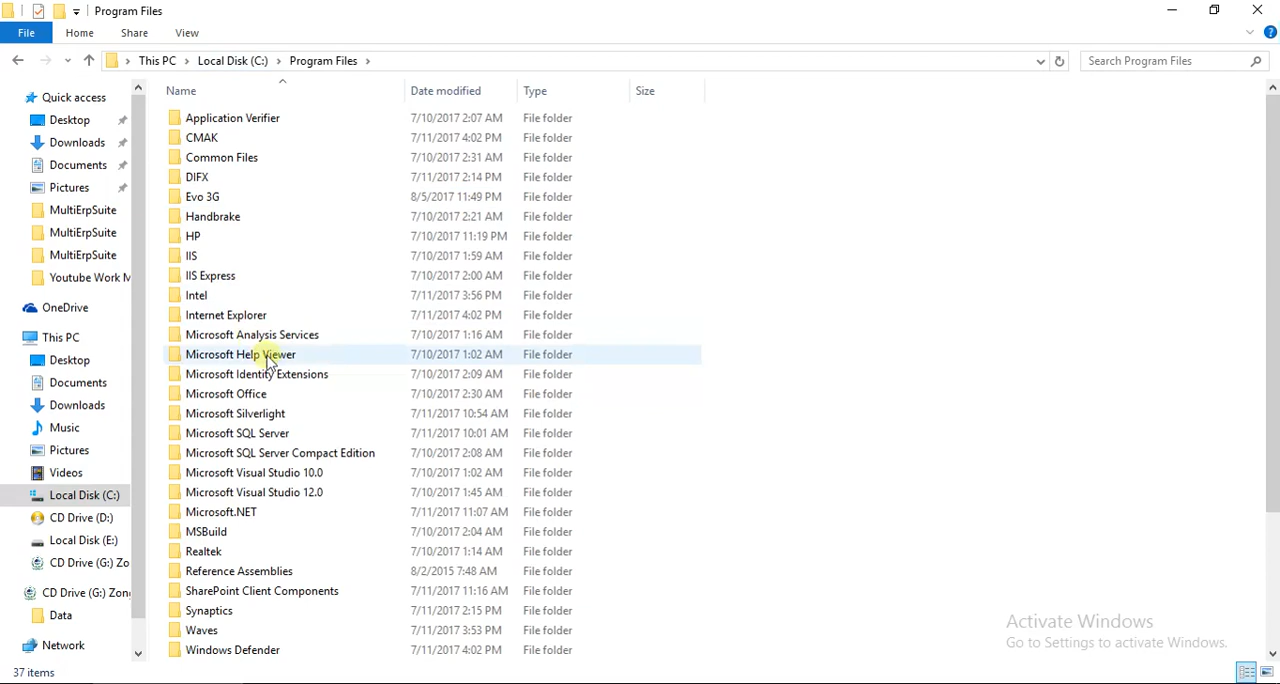 Program Files
File Home Share View
This PC Local Disk (C:) Program Files Search Program Files
Name Date modified Type Size
Quick access
Desktop
Downloads
Documents
Pictures
MultiErpSuite
MultiErpSuite
MultiErpSuite
Youtube Work M
OneDrive
This PC
Desktop
Documents
Downloads
Music
Pictures
Videos
Local Disk (C:)
CD Drive (D:)
Local Disk (E:)
CD Drive (G:) Zo
CD Drive (G:) Zon
Data
Network
Application Verifier 7/10/2017 2:07 AM File folder
CMAK 7/11/2017 4:02 PM File folder
Common Files 7/10/2017 2:31 AM File folder
DIFX 7/11/2017 2:14 PM File folder
Evo 3G 8/5/2017 11:49 PM File folder
Handbrake 7/10/2017 2:21 AM File folder
HP 7/10/2017 11:19 PM File folder
IIS 7/10/2017 1:59 AM File folder
IIS Express 7/10/2017 2:00 AM File folder
Intel 7/11/2017 3:56 PM File folder
Internet Explorer 7/11/2017 4:02 PM File folder
Microsoft Analysis Services 7/10/2017 1:16 AM File folder
Microsoft Help Viewer 7/10/2017 1:02 AM File folder
Microsoft Identity Extensions 7/10/2017 2:09 AM File folder
Microsoft Office 7/10/2017 2:30 AM File folder
Microsoft Silverlight 7/11/2017 10:54 AM File folder
Microsoft SQL Server 7/11/2017 10:01 AM File folder
Microsoft SQL Server Compact Edition 7/10/2017 2:08 AM File folder
Microsoft Visual Studio 10.0 7/10/2017 1:02 AM File folder
Microsoft Visual Studio 12.0 7/10/2017 1:45 AM File folder
Microsoft.NET 7/11/2017 11:07 AM File folder
MSBuild 7/10/2017 2:04 AM File folder
Realtek 7/10/2017 1:14 AM File folder
Reference Assemblies 8/2/2015 7:48 AM File folder
SharePoint Client Components 7/11/2017 11:16 AM File folder
Synaptics 7/11/2017 2:15 PM File folder
Waves 7/11/2017 3:53 PM File folder
Windows Defender 7/11/2017 4:02 PM File folder
Activate Windows
Go to Settings to activate Windows.
37 items